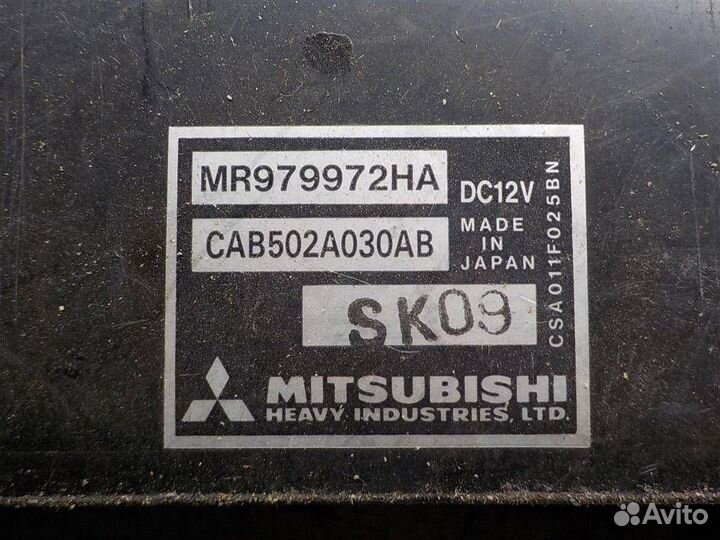 MR979972HA
DC12V
CAB502A030AB
MADE
IN
JAPAN
SK09
CSA011F025BN
MITSUBISHI
HEAVY INDUSTRIES, LTD.
Avito